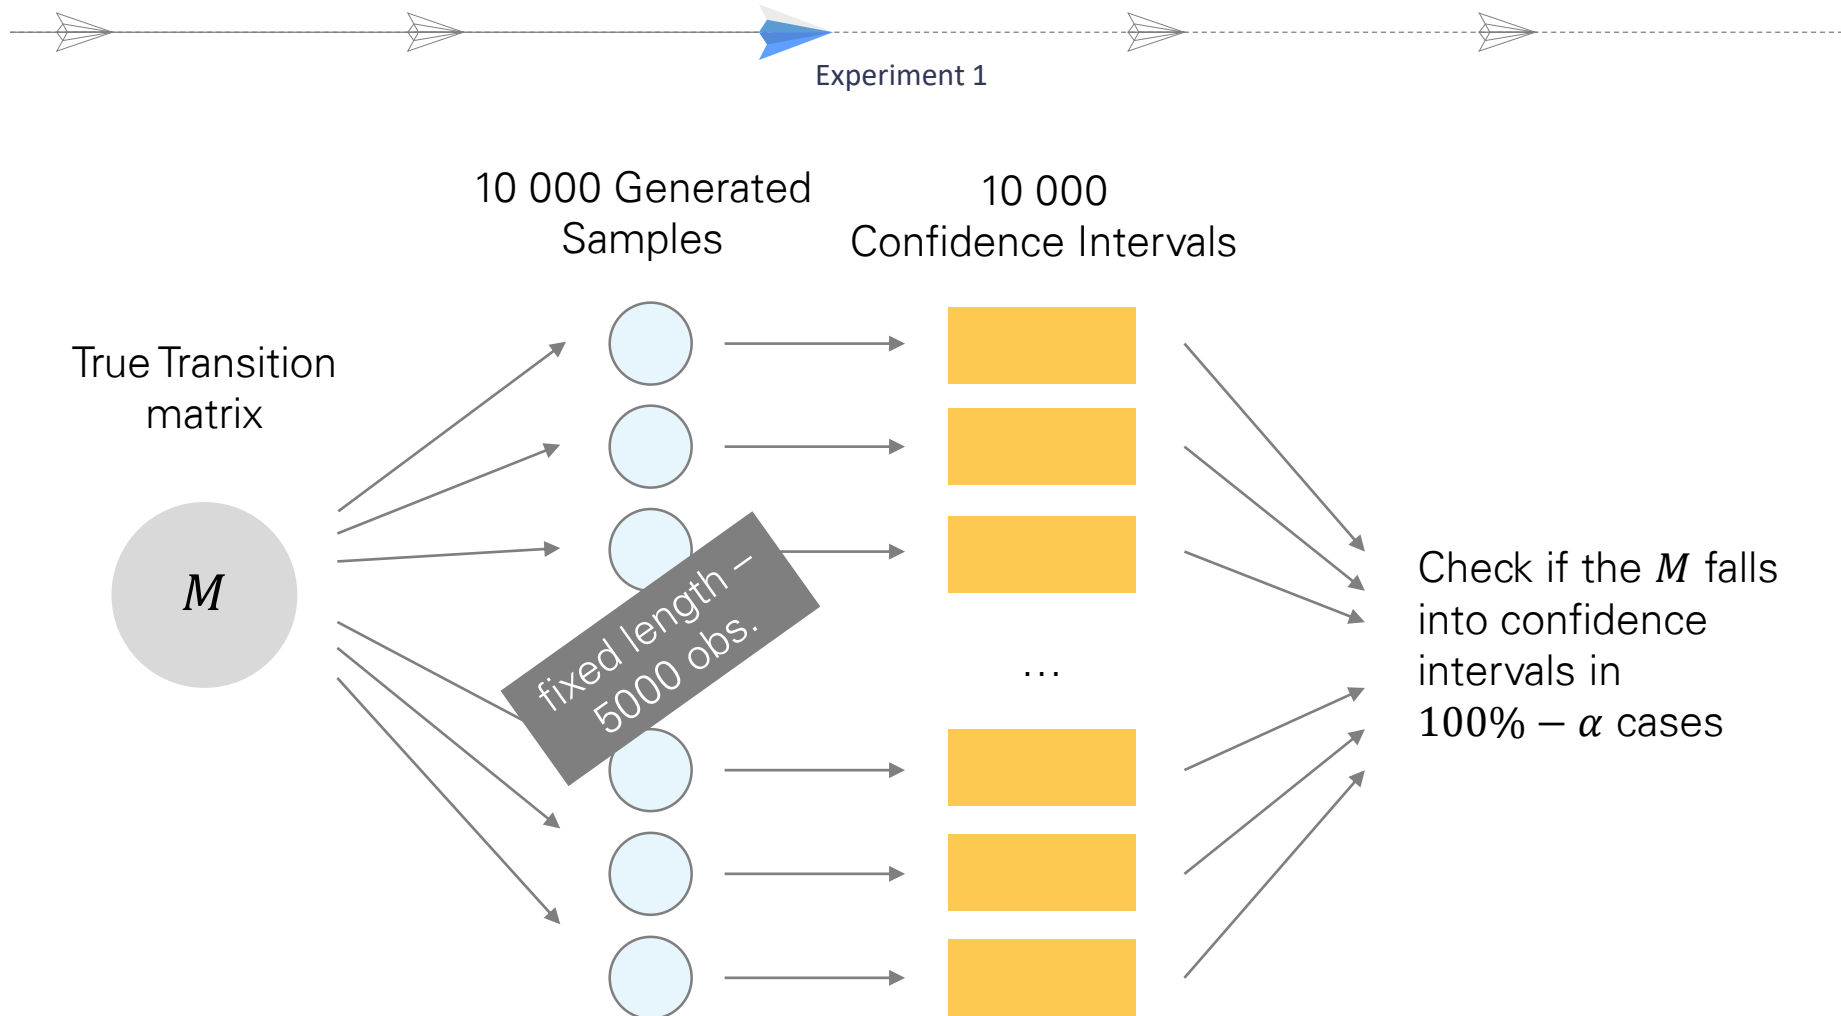 Experiment 1
10 000 Generated
Samples
10 000
Confidence Intervals
True Transition
matrix
M
fixed length –
5000 obs.
…
Check if the M falls
into confidence
intervals in
100% − α cases